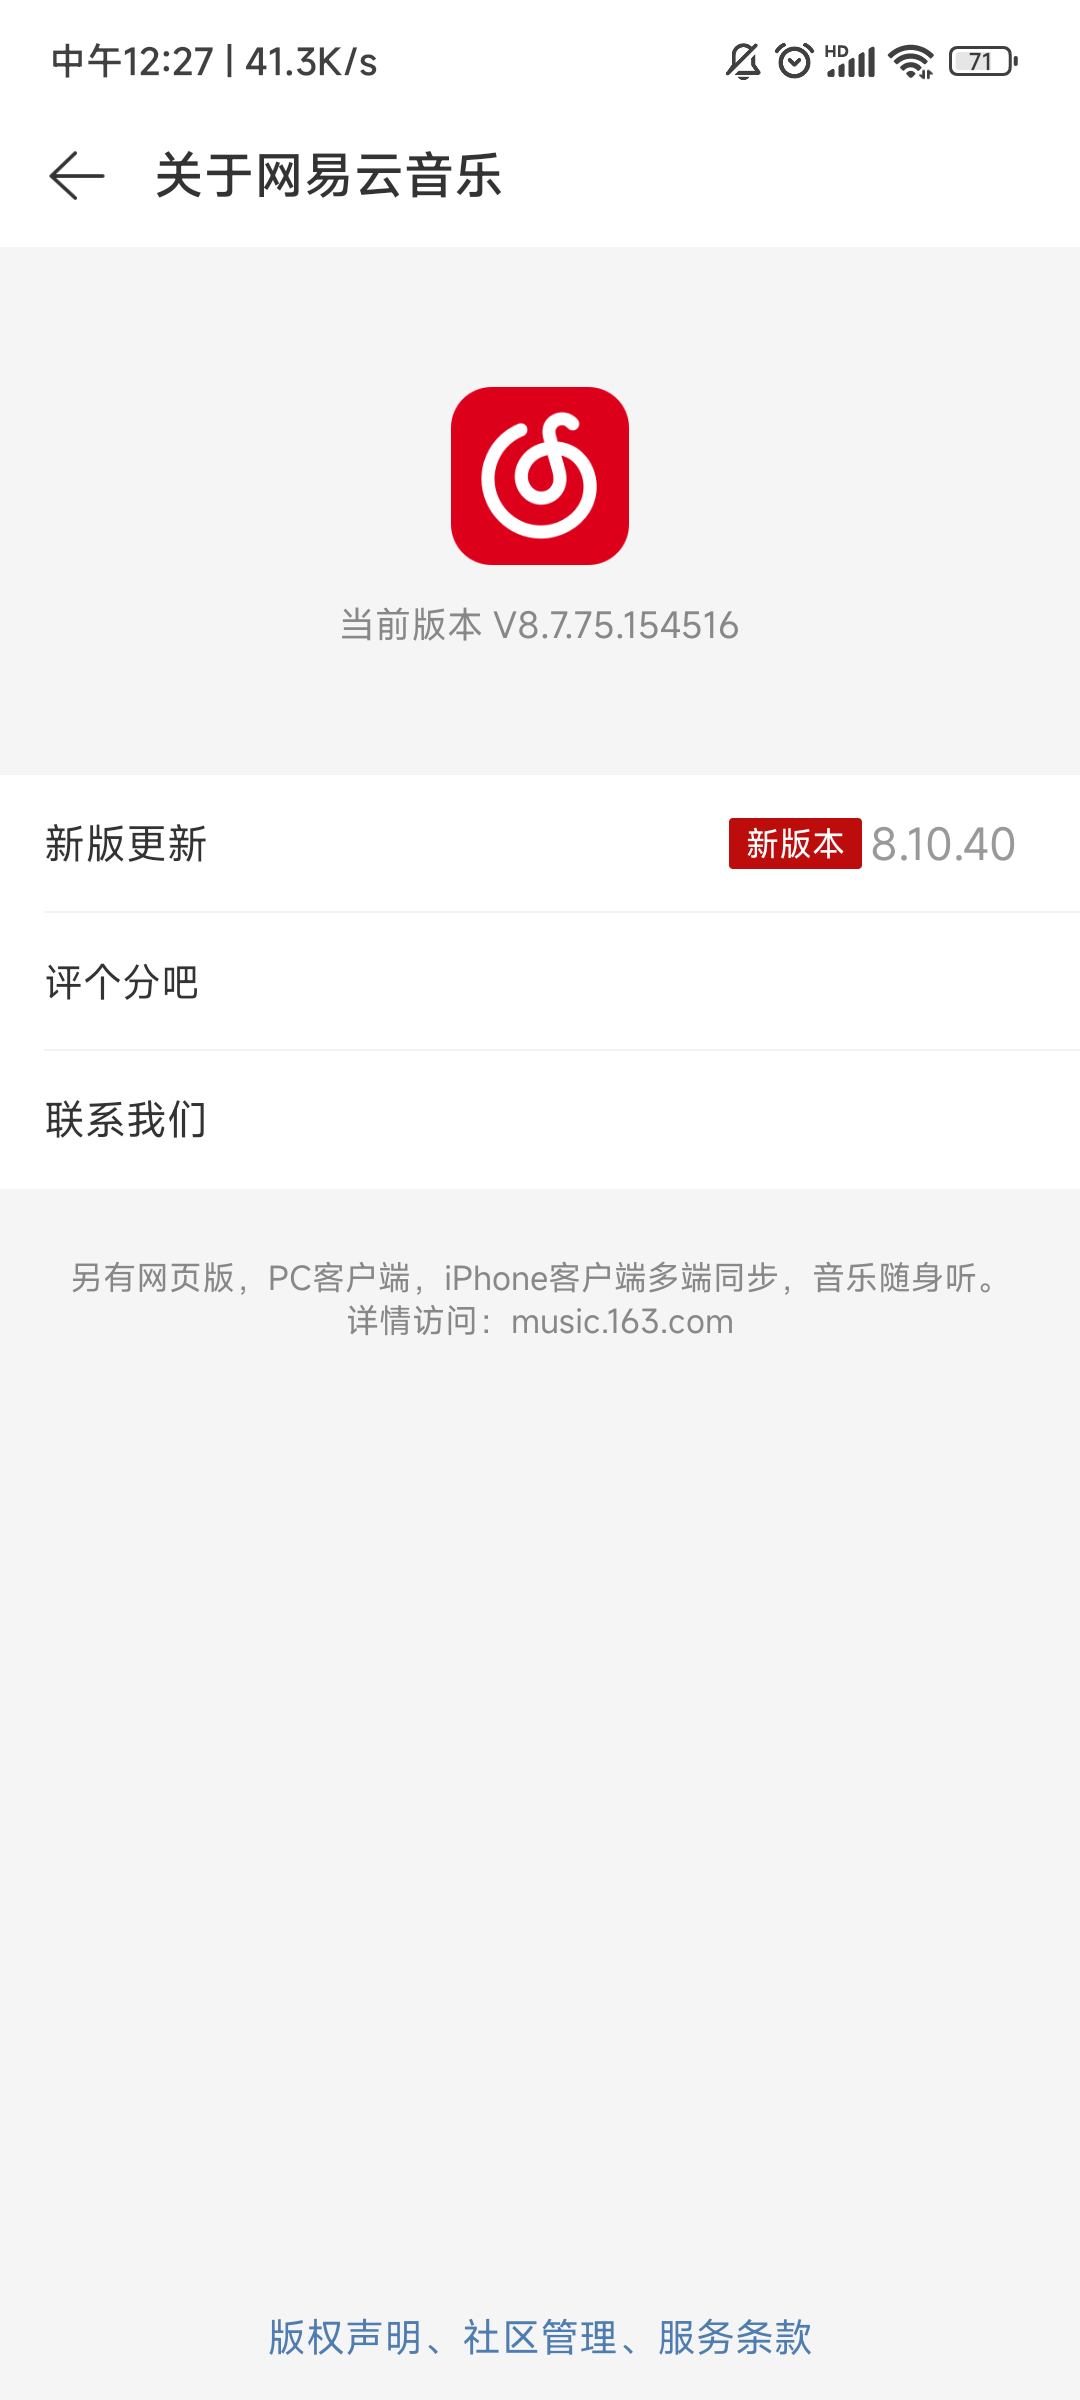 中午12:27 | 41.3K/s
HD
71
关于网易云音乐
当前版本 V8.7.75.154516
新版更新
新版本 8.10.40
评个分吧
联系我们
另有网页版，PC客户端，iPhone客户端多端同步，音乐随身听。
详情访问：music.163.com
版权声明、社区管理、服务条款